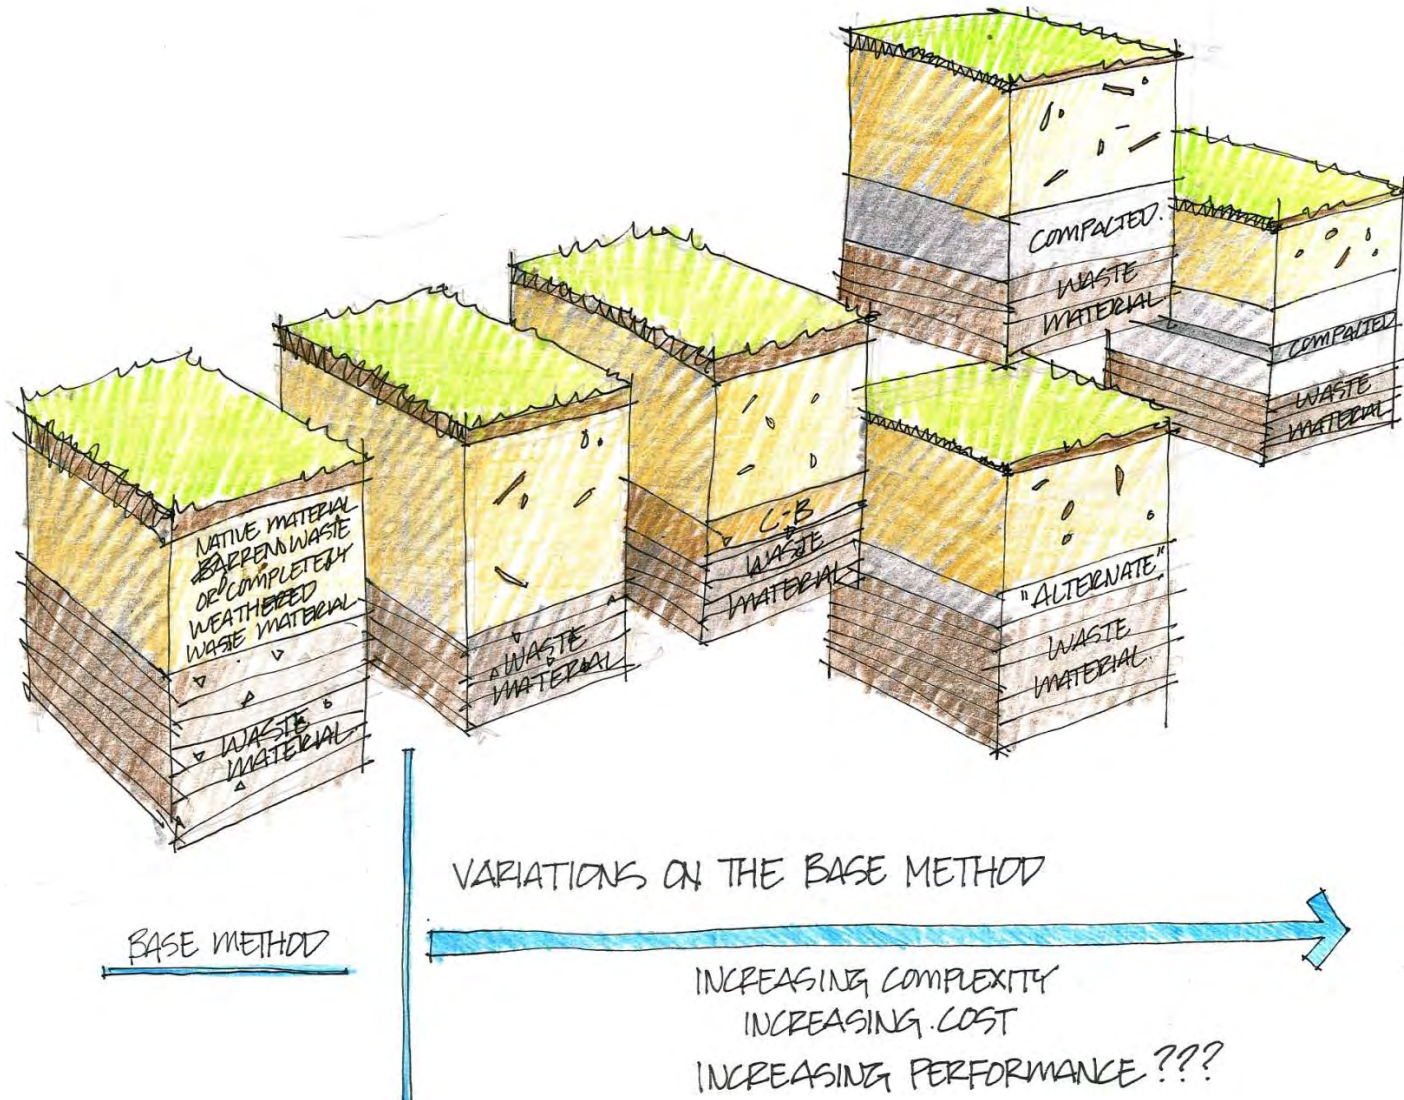 NATIVE MATERIAL
BARREN WASTE
OR COMPLETELY
WEATHERED
WASTE MATERIAL
WASTE
MATERIAL
WASTE
MATERIAL
C-B
WASTE
MATERIAL
COMPACTED.
WASTE
MATERIAL
"ALTERNATE"
WASTE
MATERIAL.
COMPACTED
WASTE
MATERIAL
BASE METHOD
VARIATIONS ON THE BASE METHOD
INCREASING COMPLEXITY
INCREASING COST
INCREASING PERFORMANCE???